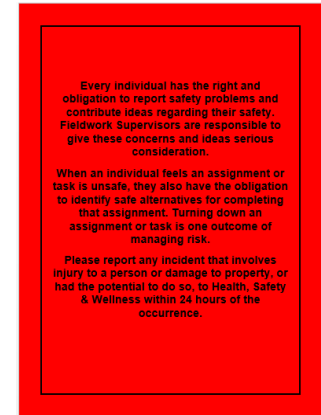 Every individual has the right and
obligation to report safety problems and
contribute ideas regarding their safety.
Fieldwork Supervisors are responsible to
give these concerns and ideas serious
consideration.
When an individual feels an assignment or
task is unsafe, they also have the obligation
to identify safe alternatives for completing
that assignment. Turning down an
assignment or task is one outcome of
managing risk.
Please report any incident that involves
injury to a person or damage to property, or
had the potential to do so, to Health, Safety
& Wellness within 24 hours of the
occurrence.